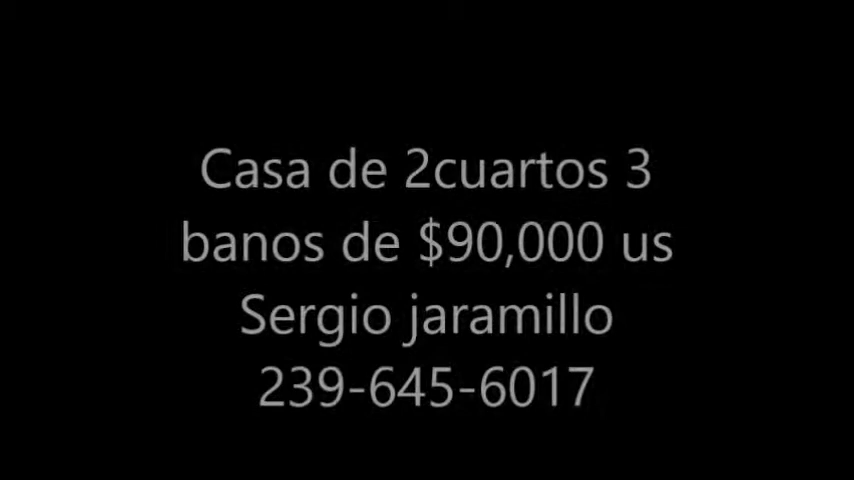 Casa de 2cuartos 3
banos de $90,000 us
Sergio jaramillo
239-645-6017